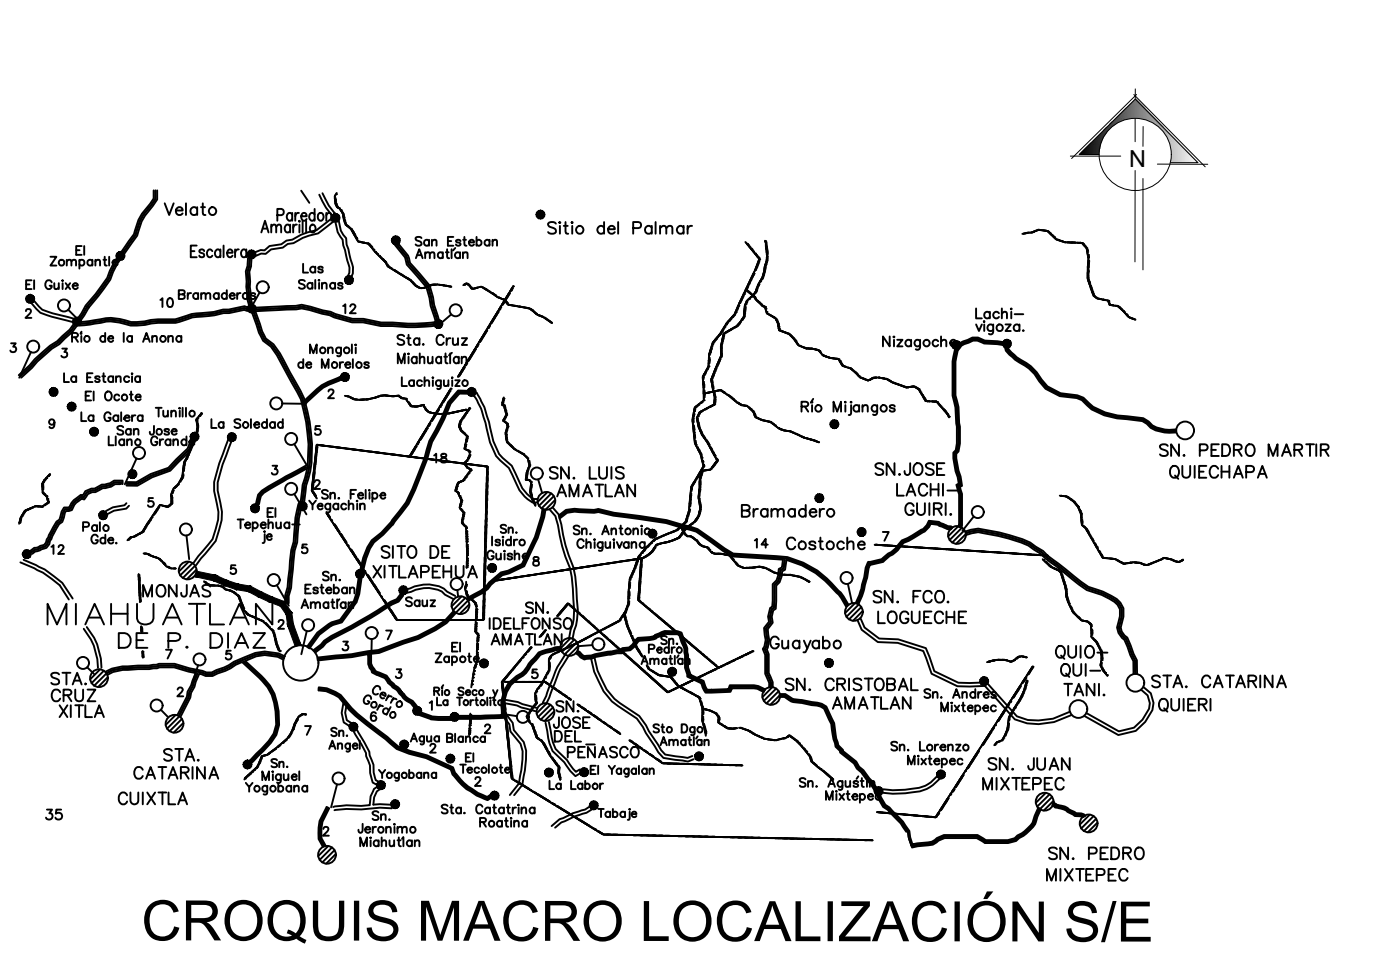 N
Velato
Paredon
Amarillo
Sitio del Palmar
El
Zompantle
Escalera
San Esteban
Amatlan
El Guixe
Las
Salinas
2
10
Bramaderos
12
Río de la Anona
3
3
Sta. Cruz
Miahuatlan
Mongoli
de Morelos
Lachi-
vigoza.
Nizagoche
La Estancia
El Ocote
9
La Galera
Tunillo
San Jose
Llano Grande
La Soledad
2
Lachiguizo
5
Río Mijangos
18
3
2
SN. PEDRO MARTIR
QUIECHAPA
SN. LUIS
AMATLAN
SN.JOSE
LACHI-
GUIRI.
5
Sn. Felipe
Yegachin
El
Tepehua-
je
Palo
Gde.
12
Bramadero
Costoche
7
14
Sn. Antonio
Chiguivana
Sn.
Isidro
Guishe
8
5
5
SITO DE
XITLAPEHUA
Sn.
Esteban
Amatlan
Sauz
MONJAS
MIAHUATLAN
DE P. DIAZ
2
SN. FCO.
LOGUECHE
SN.
IDELFONSO
AMATLAN
7
3
7
5
El
Zapote
3
5
Sn.
Pedro
Amatlan
Guayabo
QUIO-
QUI-
TANI.
STA.
CRUZ
XITLA
2
Cerro
Gordo
6
Río Seco y
La Tortolita
1
2
SN. CRISTOBAL
AMATLAN
Sn. Andres
Mixtepec
STA. CATARINA
QUIERI
7
Sn.
Angel
Agua Blanca
2
SN.
JOSE
DEL
PEÑASCO
Sto Dgo.
Amatlan
STA.
CATARINA
CUIXTLA
Sn.
Miguel
Yogobana
Yogobana
El
Tecolote
2
El Yagalan
La Labor
Sn. Lorenzo
Mixtepec
Sn. Agustin
Mixtepec
SN. JUAN
MIXTEPEC
35
2
Sn.
Jeronimo
Miahutlan
Sta. Catatrina
Roatina
Tabaje
SN. PEDRO
MIXTEPEC
CROQUIS MACRO LOCALIZACIÓN S/E